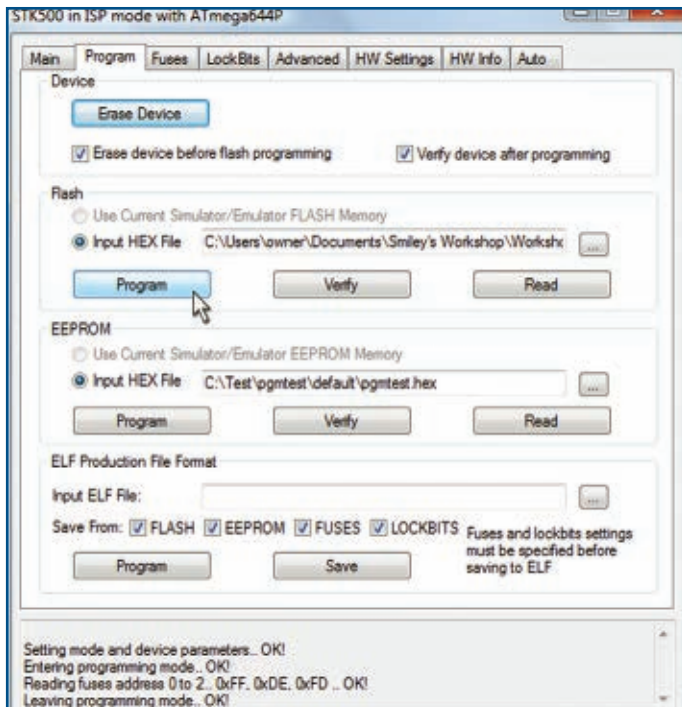 STK500 in ISP mode with ATmega644P
Main Program Fuses LockBits Advanced HW Settings HW Info Auto
Device
Erase Device
Erase device before flash programming Verify device after programming
Flash
Use Current Simulator/Emulator FLASH Memory
Input HEX File C:\Users\owner\Documents\Smiley's Workshop\Worksho ...
Program Verify Read
EEPROM
Use Current Simulator/Emulator EEPROM Memory
Input HEX File C:\Test\pgmtest\default\pgmtest.hex ...
Program Verify Read
ELF Production File Format
Input ELF File: ...
Save From: FLASH EEPROM FUSES LOCKBITS Fuses and lockbits settings
must be specified before
Program Save saving to ELF
Setting mode and device parameters.. OK!
Entering programming mode.. OK!
Reading fuses address 0 to 2.. 0xFF, 0xDE, 0xFD .. OK!
Leaving programming mode.. OK!